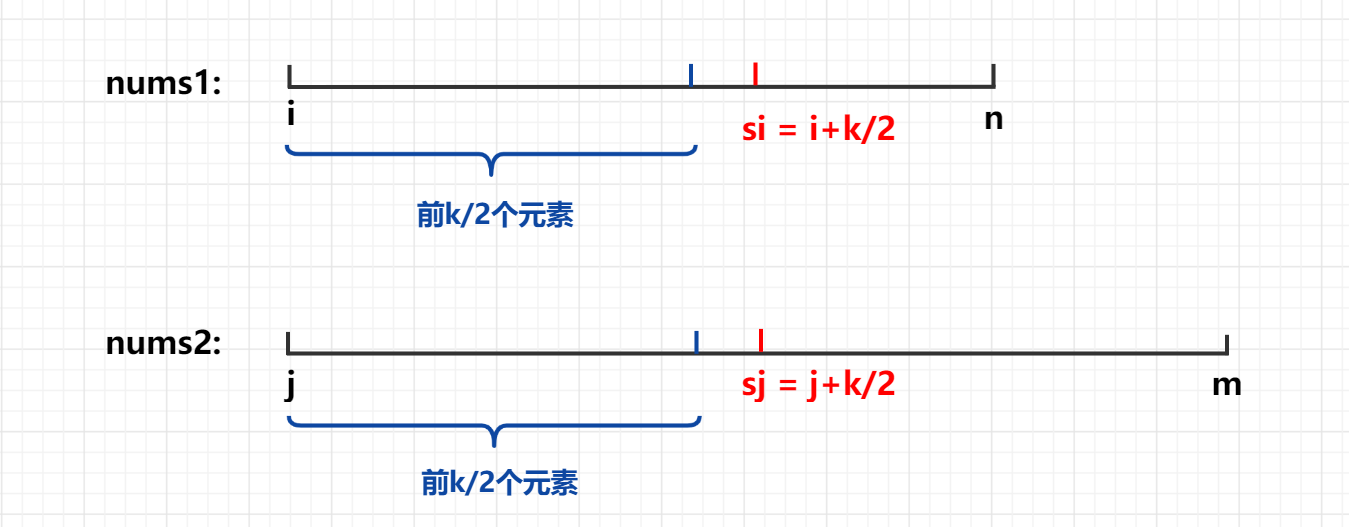 nums1:
i
si = i+k/2
n
前k/2个元素
nums2:
j
sj = j+k/2
m
前k/2个元素